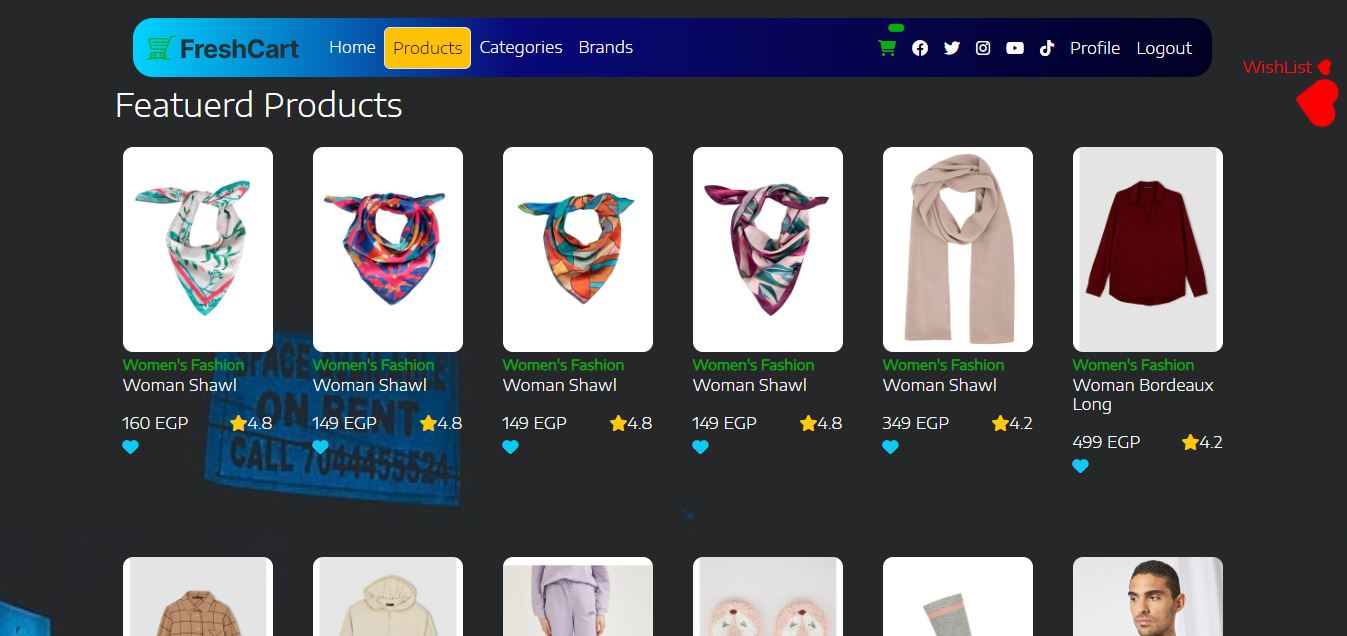 FreshCart Home Products Categories Brands Profile Logout
WishList
Featuerd Products
Women's Fashion Women's Fashion Women's Fashion Women's Fashion Women's Fashion Women's Fashion
Woman Shawl Woman Shawl Woman Shawl Woman Shawl Woman Shawl Woman Bordeaux
Long
160 EGP 4.8 149 EGP 4.8 149 EGP 4.8 149 EGP 4.8 349 EGP 4.2 499 EGP 4.2
ON RENT